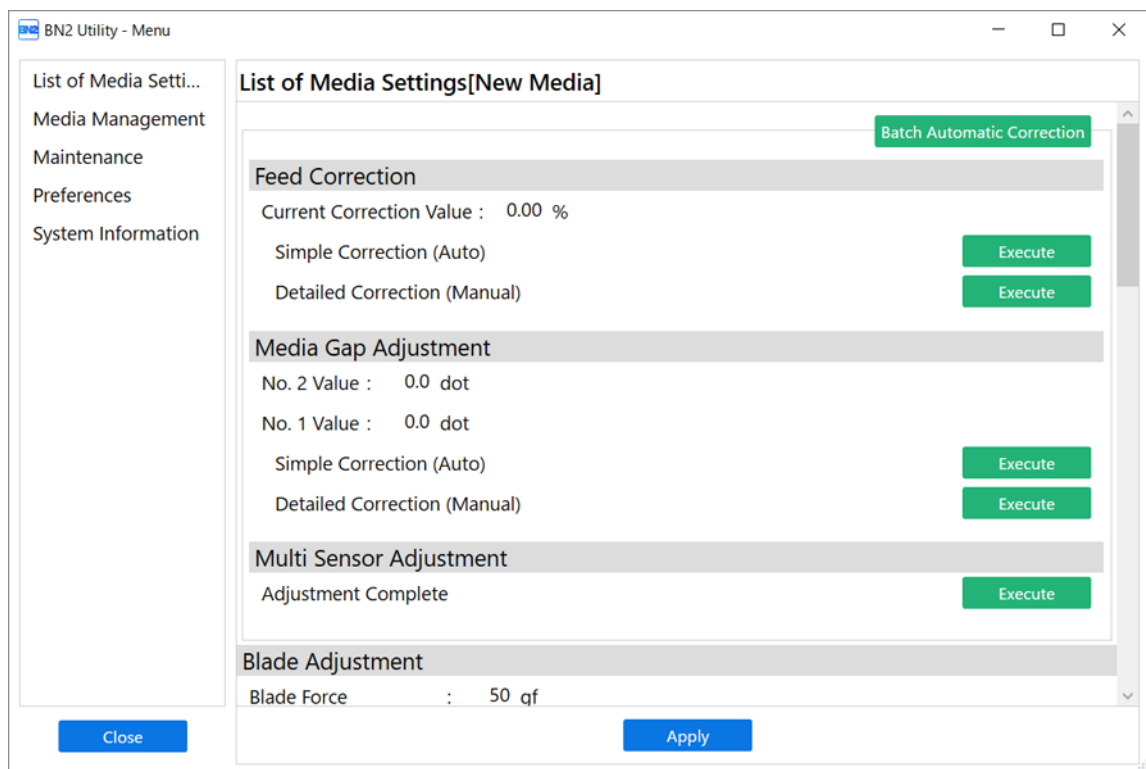 BN2 BN2 Utility - Menu
List of Media Setti...
Media Management
Maintenance
Preferences
System Information
Close
List of Media Settings[New Media]
Batch Automatic Correction
Feed Correction
Current Correction Value : 0.00 %
Simple Correction (Auto) Execute
Detailed Correction (Manual) Execute
Media Gap Adjustment
No. 2 Value : 0.0 dot
No. 1 Value : 0.0 dot
Simple Correction (Auto) Execute
Detailed Correction (Manual) Execute
Multi Sensor Adjustment
Adjustment Complete Execute
Blade Adjustment
Blade Force : 50 gf
Apply